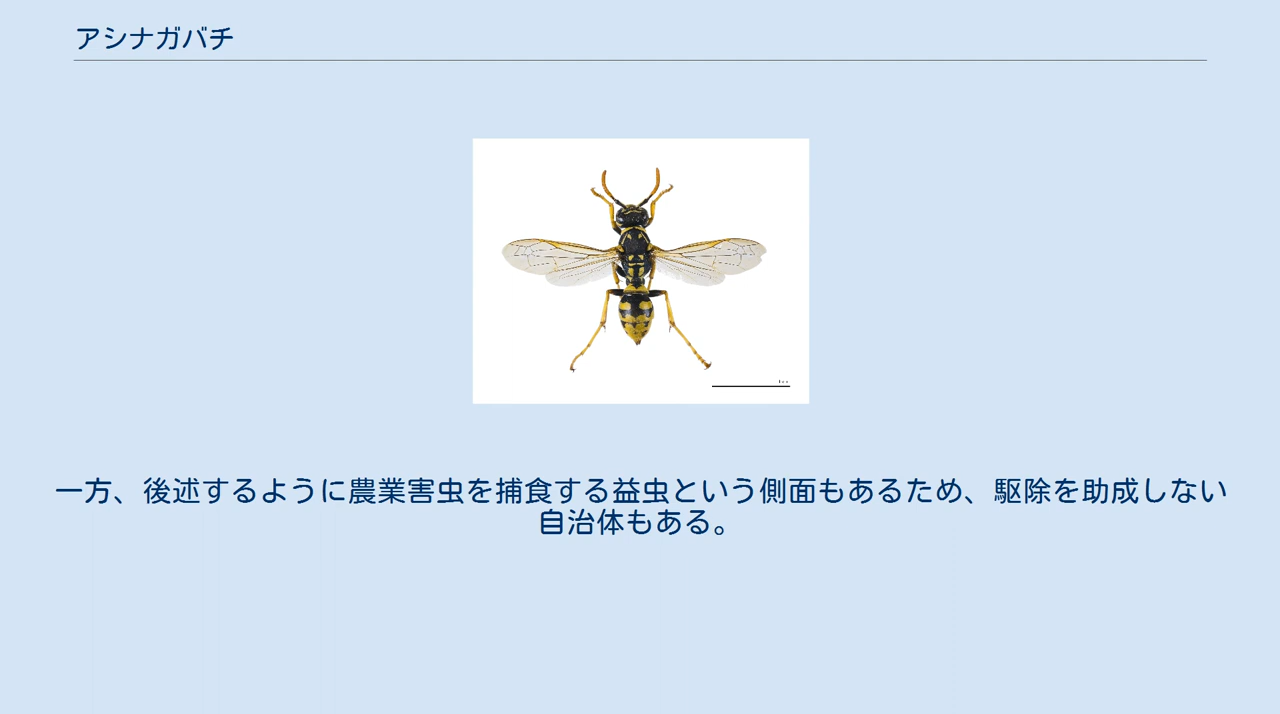 アシナガバチ
一方、後述するように農業害虫を捕食する益虫という側面もあるため、駆除を助成しない
自治体もある。